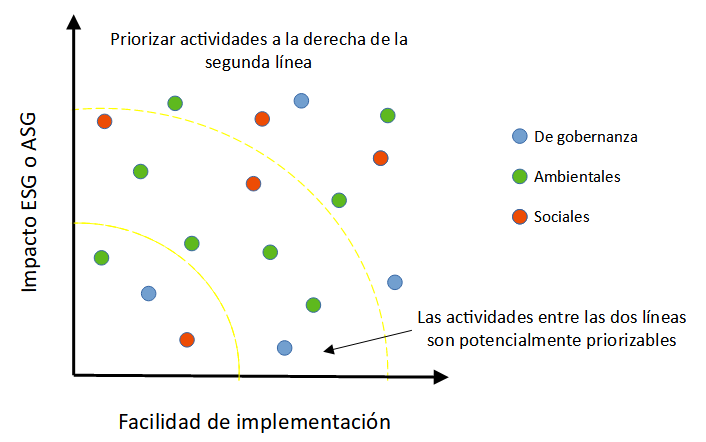 Priorizar actividades a la derecha de la
segunda línea
Impacto ESG o ASG
De gobernanza
Ambientales
Sociales
Las actividades entre las dos líneas
son potencialmente priorizables
Facilidad de implementación